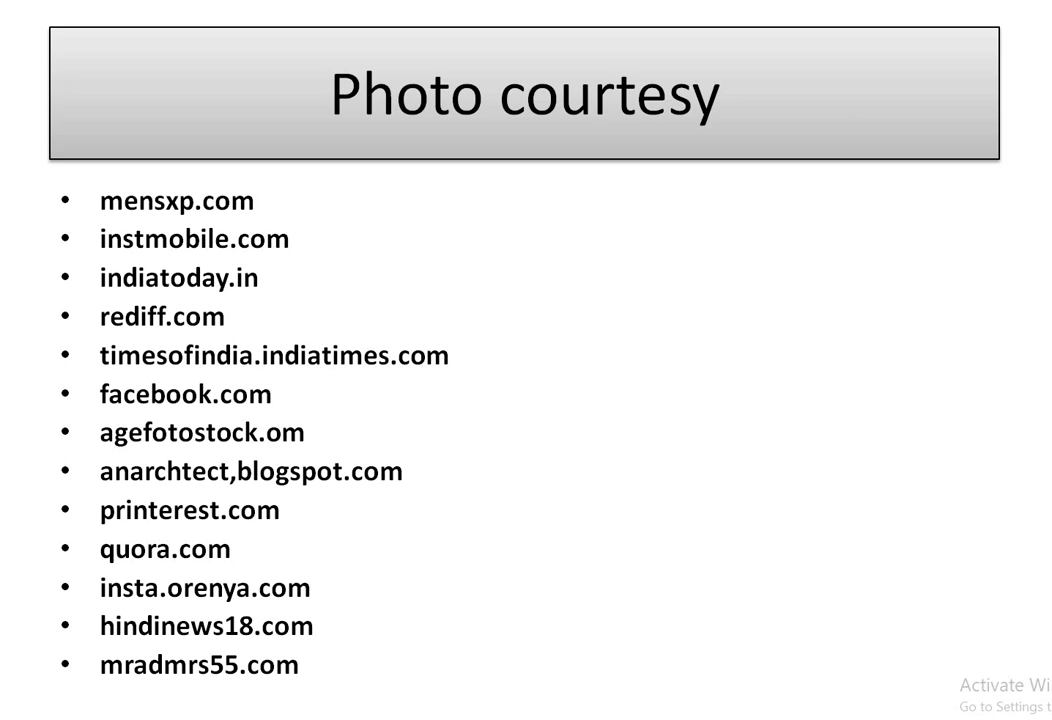 Photo courtesy
• mensxp.com
• instmobile.com
• indiatoday.in
• rediff.com
• timesofindia.indiatimes.com
• facebook.com
• agefotostock.om
• anarchtect,blogspot.com
• printerest.com
• quora.com
• insta.orenya.com
• hindinews18.com
• mradmrs55.com
Activate Wi
Go to Settings t